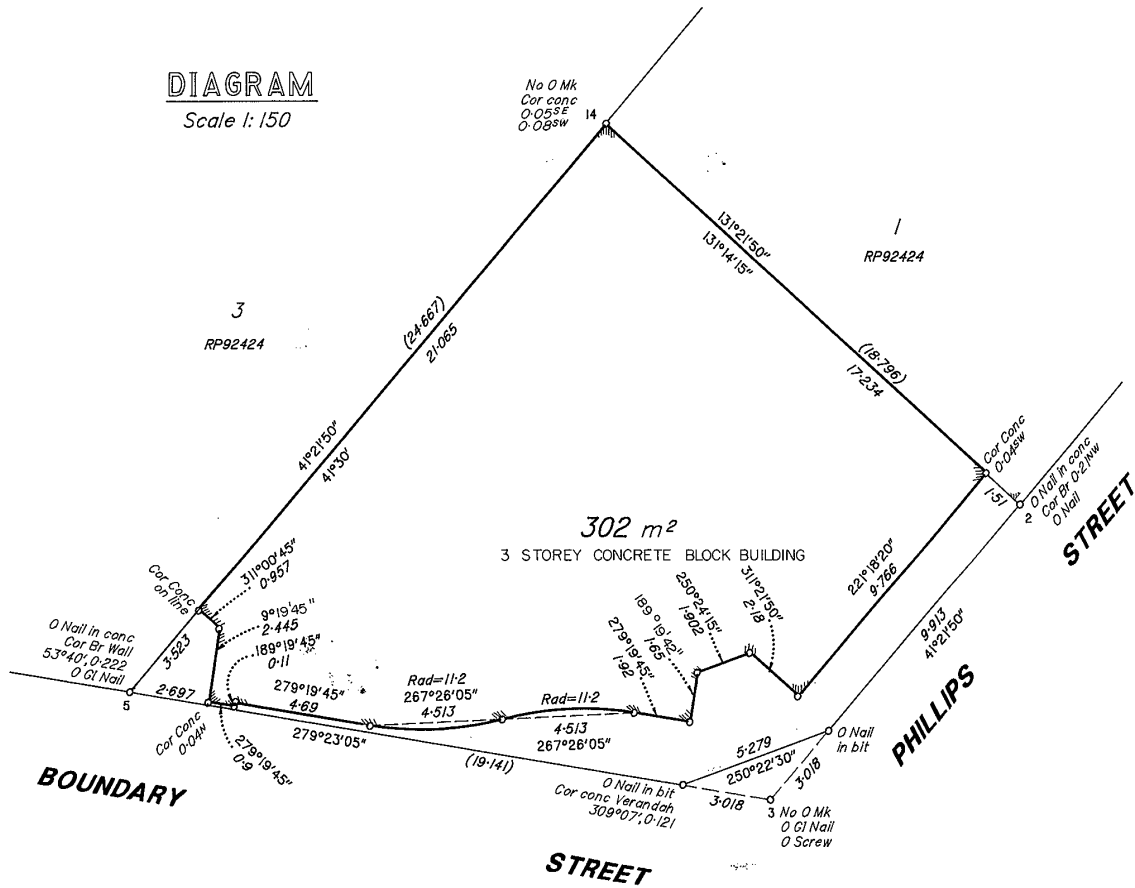 DIAGRAM
Scale 1:150
No O Mk
Cor conc
0·05SE
0·08SW
14
131°21'50"
131°14'15"
1
RP92424
3
RP92424
(24·667)
21·065
(18·796)
17·234
41°21'50"
41°30'
Cor Conc
0·04SW
1·51
O Nail in conc
Cor Br 0·21NW
O Nail
2
STREET
302 m²
3 STOREY CONCRETE BLOCK BUILDING
221°18'20"
9·766
311°21'50"
2·18
250°24'15"
1·902
189°19'42"
1·65
279°19'45"
1·92
Cor Conc
on line
311°00'45"
0·957
9°19'45"
2·445
189°19'45"
0·11
O Nail in conc
Cor Br Wall
53°40', 0·222
O GI Nail
3·523
5
2·697
279°19'45"
4·69
Rad=11·2
267°26'05"
4·513
Rad=11·2
4·513
267°26'05"
9·913
41°21'50"
PHILLIPS
Cor Conc
0·04N
279°19'45"
0·9
279°23'05"
(19·141)
5·279
250°22'30"
O Nail
in bit
3·018
O Nail in bit
Cor conc Verandah
309°07', 0·121
3·018
3
No O Mk
O GI Nail
O Screw
BOUNDARY
STREET